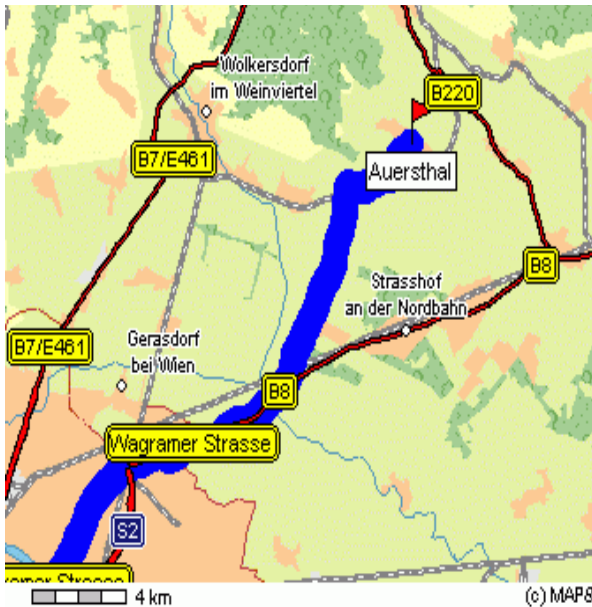 Wolkersdorf
im Weinviertel
B220
B7/E461
Auersthal
B8
Strasshof
an der Nordbahn
B7/E461
Gerasdorf
bei Wien
B8
Wagramer Strasse
S2
Strasse
4 km
(c) MAP&